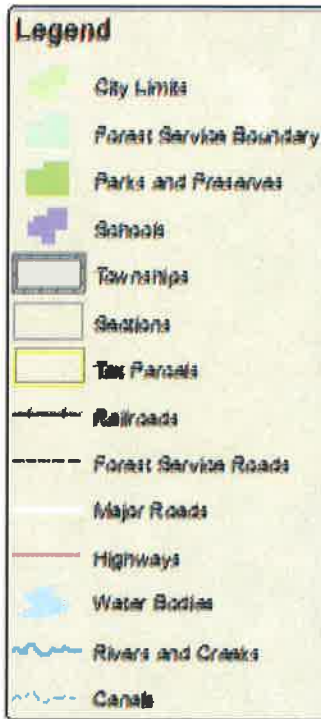 Legend
City Limits
Forest Service Boundary
Parks and Preserves
Schools
Townships
Sections
Tax Parcels
Railroads
Forest Service Roads
Major Roads
Highways
Water Bodies
Rivers and Creeks
Canals